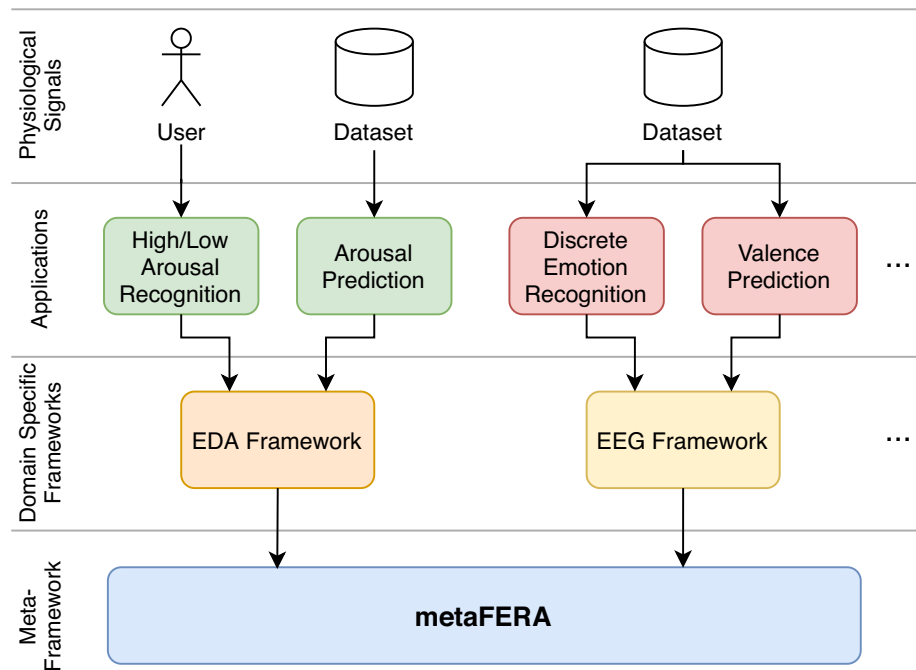 Physiological
Signals
User
Dataset
Dataset
Applications
High/Low
Arousal
Recognition
Arousal
Prediction
Discrete
Emotion
Recognition
Valence
Prediction
...
Domain Specific
Frameworks
EDA Framework
EEG Framework
...
Meta-
Framework
metaFERA